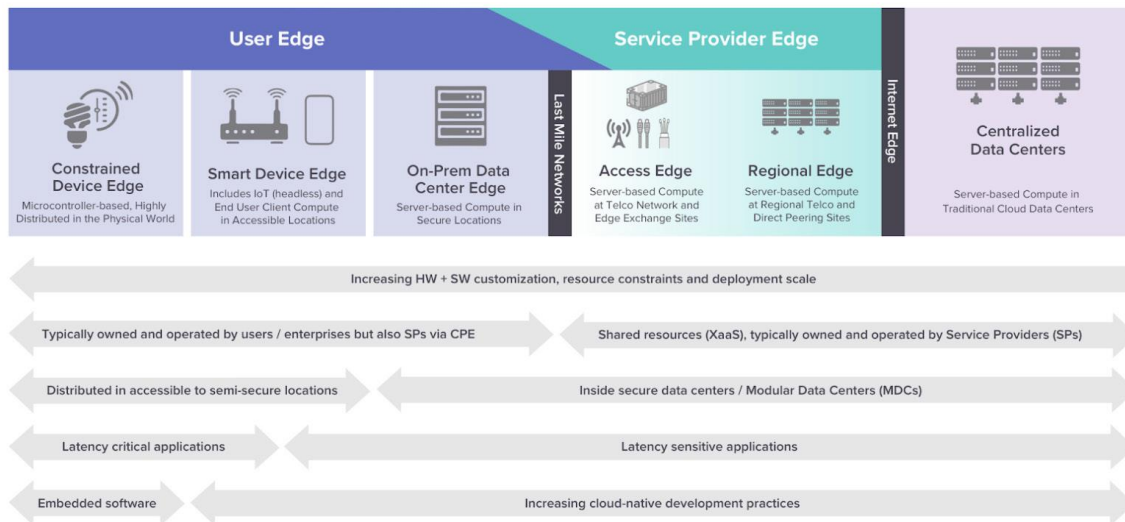 User Edge
Service Provider Edge
Constrained
Device Edge
Microcontroller-based, Highly
Distributed in the Physical World
Smart Device Edge
Includes IoT (headless) and
End User Client Compute
in Accessible Locations
On-Prem Data
Center Edge
Server-based Compute in
Secure Locations
Last Mile Networks
Access Edge
Server-based Compute
at Telco Network and
Edge Exchange Sites
Regional Edge
Server-based Compute
at Regional Telco and
Direct Peering Sites
Internet Edge
Centralized
Data Centers
Server-based Compute in
Traditional Cloud Data Centers
Increasing HW + SW customization, resource constraints and deployment scale
Typically owned and operated by users / enterprises but also SPs via CPE
Shared resources (XaaS), typically owned and operated by Service Providers (SPs)
Distributed in accessible to semi-secure locations
Inside secure data centers / Modular Data Centers (MDCs)
Latency critical applications
Latency sensitive applications
Embedded software
Increasing cloud-native development practices